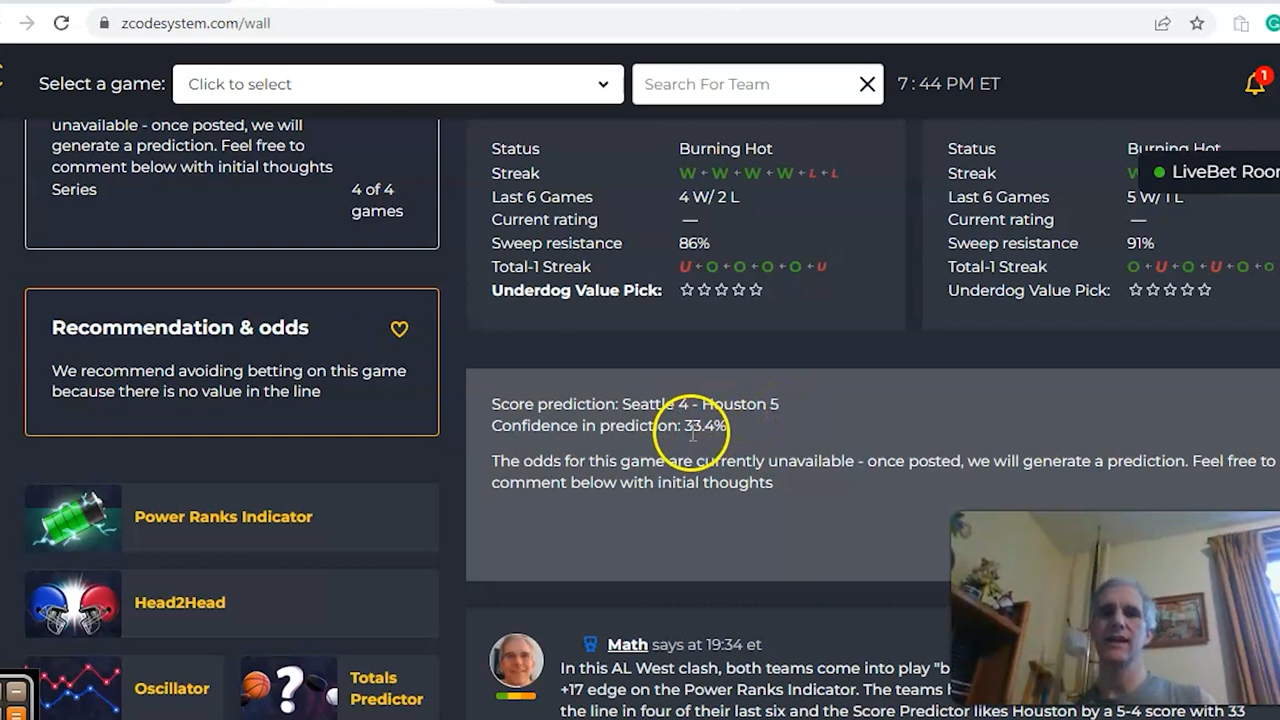 zcodesystem.com/wall
Select a game:
Click to select
Search For Team
7:44 PM ET
1
unavailable - once posted, we will
generate a prediction. Feel free to
comment below with initial thoughts
Series
4 of 4
games
Status Burning Hot
Streak W ← W ← W ← W ← L ← L
Last 6 Games 4 W/ 2 L
Current rating —
Sweep resistance 86%
Total-1 Streak U ← O ← O ← O ← O ← U
Underdog Value Pick: ☆☆☆☆☆
Status Burning Hot
Streak
Last 6 Games 5 W/ 1 L
Current rating —
Sweep resistance 91%
Total-1 Streak O ← U ← O ← U ← O ← O
Underdog Value Pick: ☆☆☆☆☆
LiveBet Roo
Recommendation & odds
We recommend avoiding betting on this game
because there is no value in the line
Score prediction: Seattle 4 - Houston 5
Confidence in prediction: 33.4%
The odds for this game are currently unavailable - once posted, we will generate a prediction. Feel free to
comment below with initial thoughts
Power Ranks Indicator
Head2Head
Oscillator
Totals
Predictor
Math says at 19:34 et
In this AL West clash, both teams come into play "b
+17 edge on the Power Ranks Indicator. The teams
the line in four of their last six and the Score Predictor likes Houston by a 5-4 score with 33